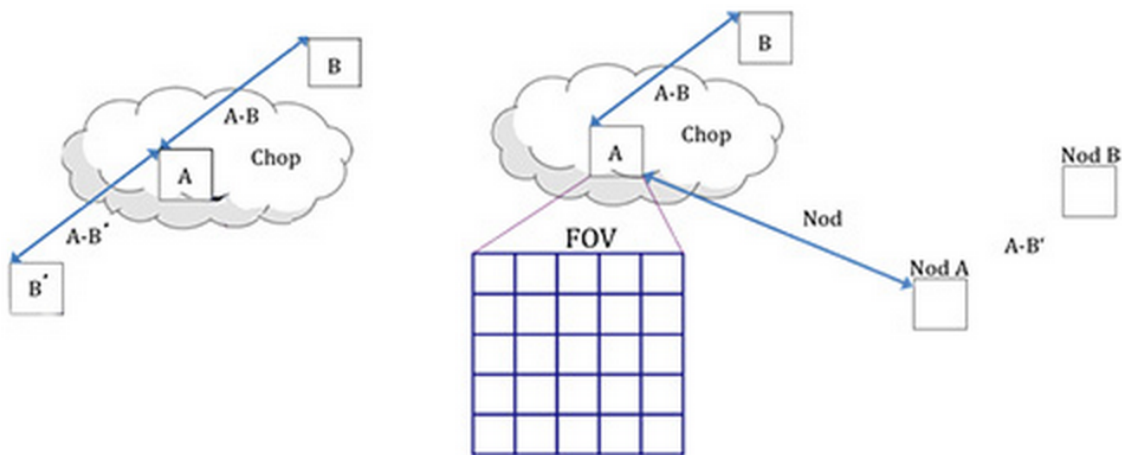 B
A-B
Chop
A
A-B´
B´
B
A-B
Chop
A
Nod B
Nod
FOV
A-B'
Nod A